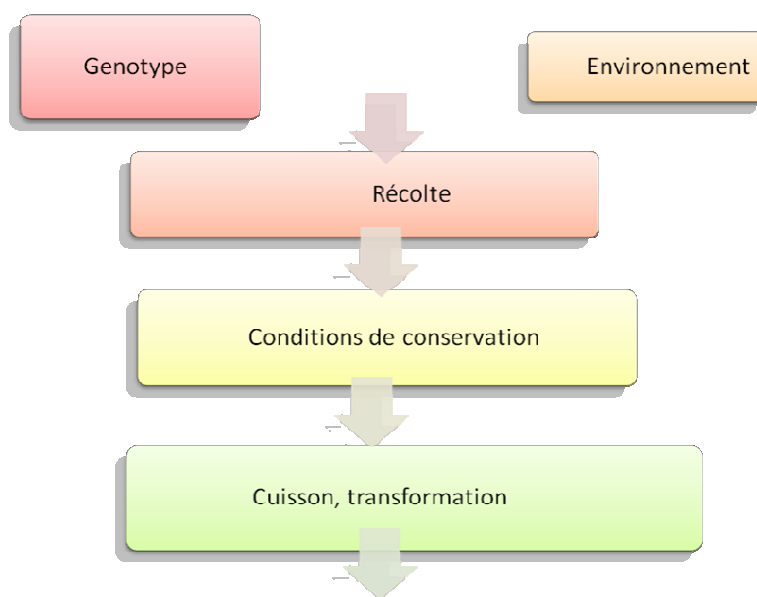 Genotype
Environnement
Récolte
Conditions de conservation
Cuisson, transformation